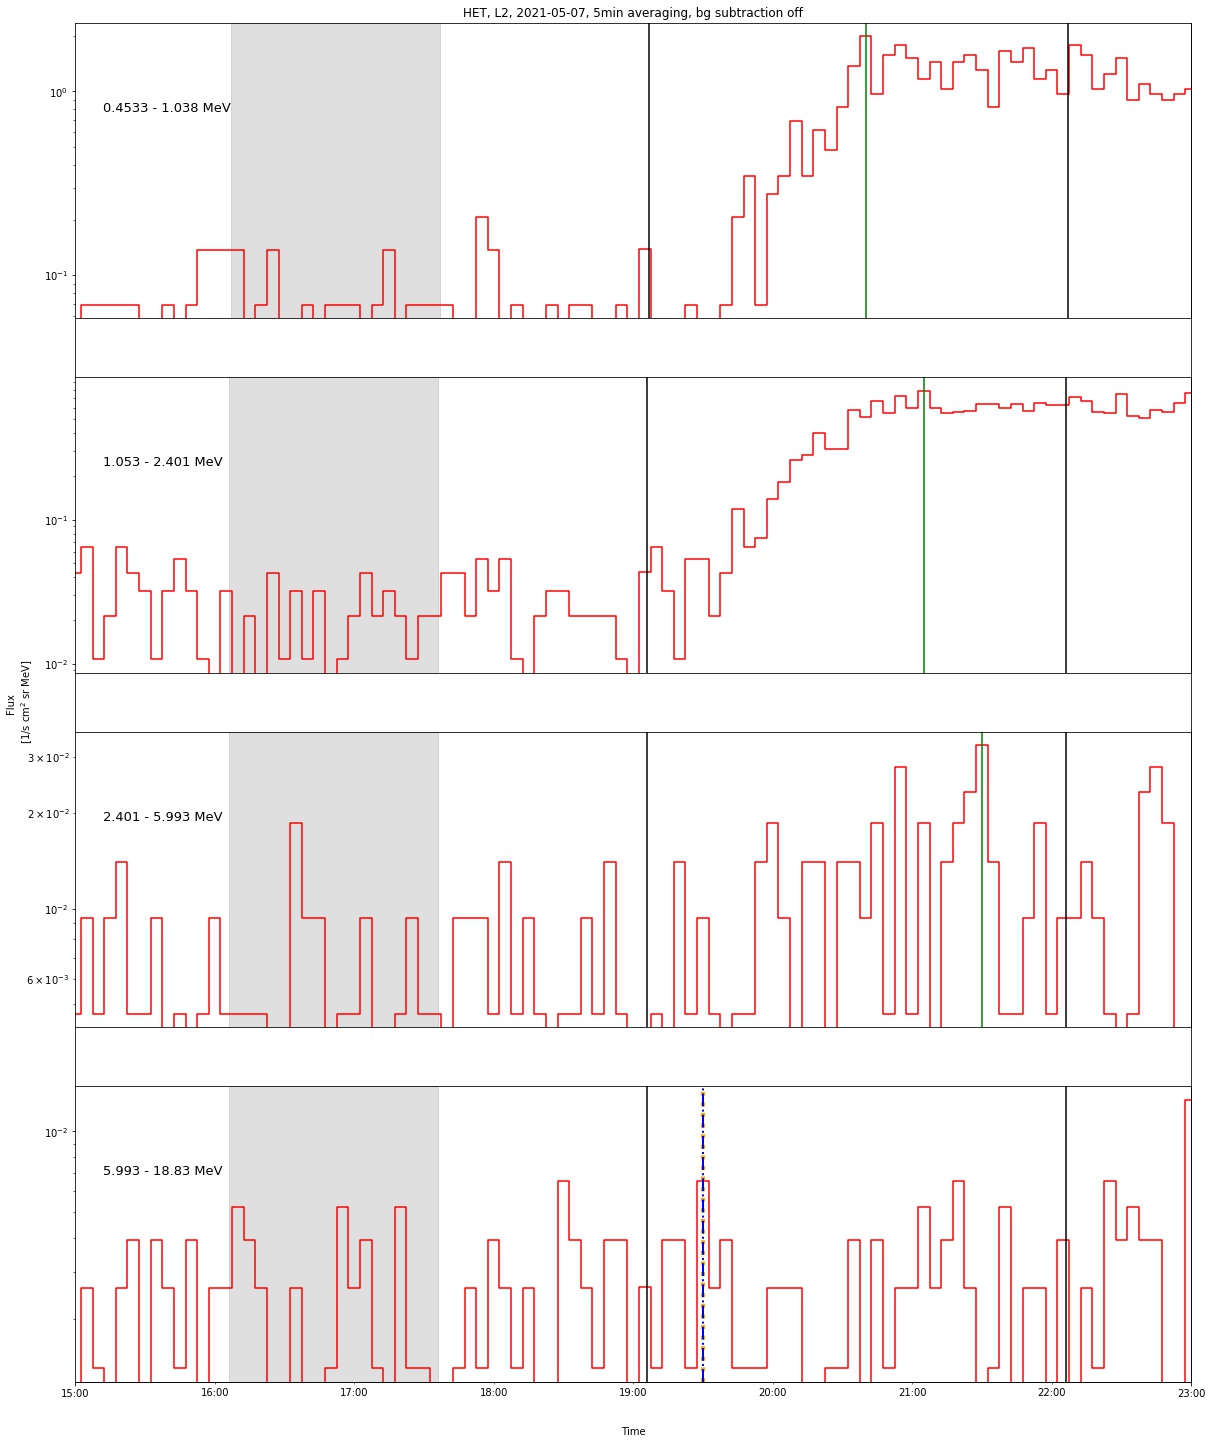 HET, L2, 2021-05-07, 5min averaging, bg subtraction off
10⁰
0.4533 - 1.038 MeV
10⁻¹
1.053 - 2.401 MeV
10⁻¹
10⁻²
Flux
[1/s cm² sr MeV]
3 × 10⁻²
2 × 10⁻²
2.401 - 5.993 MeV
10⁻²
6 × 10⁻³
10⁻²
5.993 - 18.83 MeV
15:00 16:00 17:00 18:00 19:00 20:00 21:00 22:00 23:00
Time